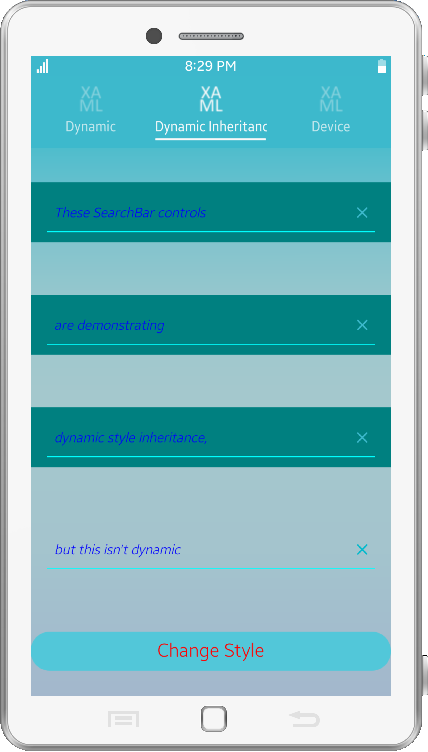 8:29 PM
XA
ML
XA
ML
XA
ML
Dynamic
Dynamic Inheritanc
Device
These SearchBar controls
are demonstrating
dynamic style inheritance,
but this isn't dynamic
Change Style